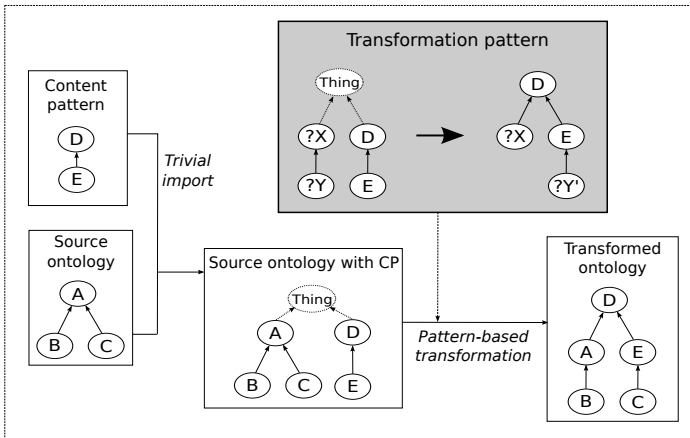 Transformation pattern
Thing
?X
D
?Y
E
D
?X
E
?Y'
Content
pattern
D
E
Trivial
import
Source
ontology
A
B
C
Source ontology with CP
Thing
A
D
B
C
E
Pattern-based
transformation
Transformed
ontology
D
A
E
B
C